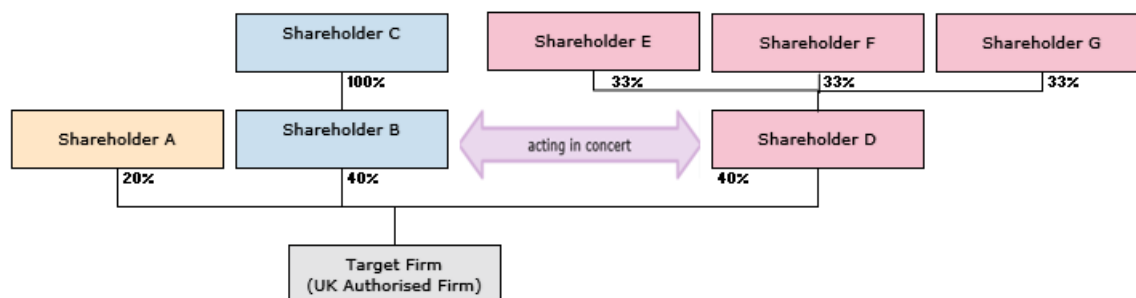 Shareholder C
Shareholder E
Shareholder F
Shareholder G
100%
33%
33%
33%
Shareholder A
Shareholder B
acting in concert
Shareholder D
20%
40%
40%
Target Firm
(UK Authorised Firm)